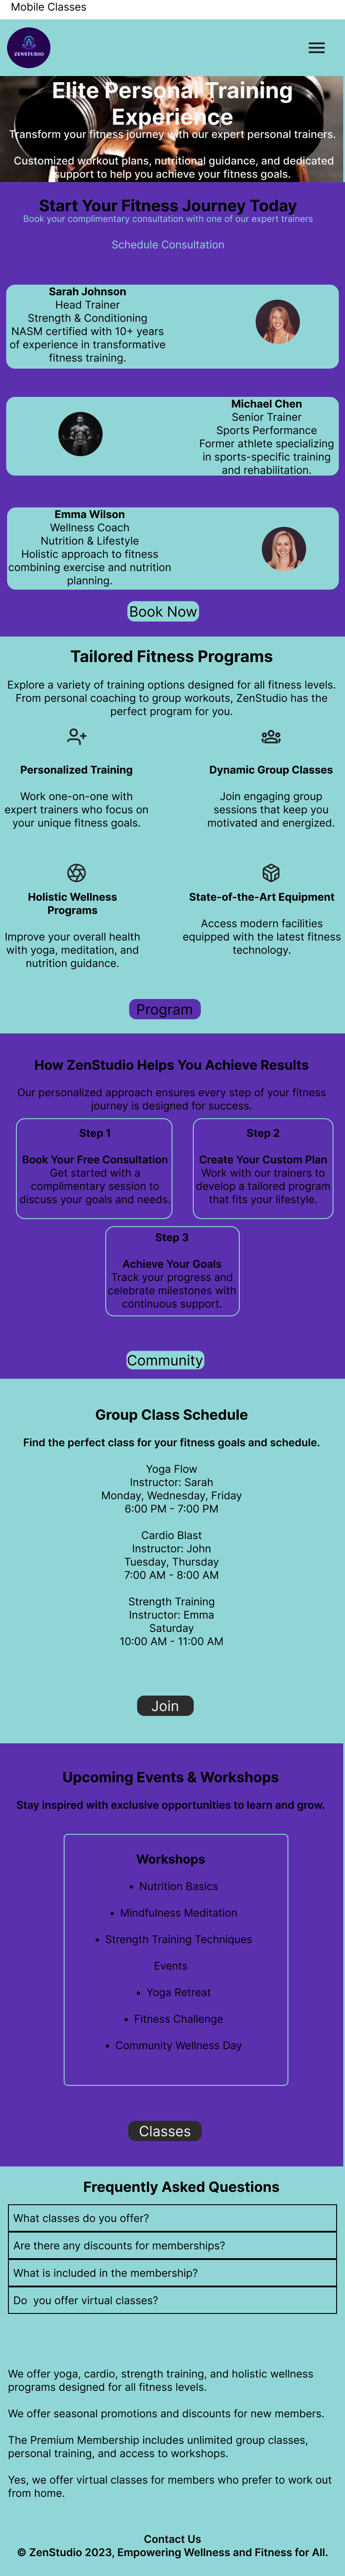 Mobile Classes
ZENSTUDIO
Elite Personal Training
Experience
Transform your fitness journey with our expert personal trainers.
Customized workout plans, nutritional guidance, and dedicated
support to help you achieve your fitness goals.
Start Your Fitness Journey Today
Book your complimentary consultation with one of our expert trainers
Schedule Consultation
Sarah Johnson
Head Trainer
Strength & Conditioning
NASM certified with 10+ years
of experience in transformative
fitness training.
Michael Chen
Senior Trainer
Sports Performance
Former athlete specializing
in sports-specific training
and rehabilitation.
Emma Wilson
Wellness Coach
Nutrition & Lifestyle
Holistic approach to fitness
combining exercise and nutrition
planning.
Book Now
Tailored Fitness Programs
Explore a variety of training options designed for all fitness levels.
From personal coaching to group workouts, ZenStudio has the
perfect program for you.
Personalized Training
Work one-on-one with
expert trainers who focus on
your unique fitness goals.
Dynamic Group Classes
Join engaging group
sessions that keep you
motivated and energized.
Holistic Wellness
Programs
Improve your overall health
with yoga, meditation, and
nutrition guidance.
State-of-the-Art Equipment
Access modern facilities
equipped with the latest fitness
technology.
Program
How ZenStudio Helps You Achieve Results
Our personalized approach ensures every step of your fitness
journey is designed for success.
Step 1
Book Your Free Consultation
Get started with a
complimentary session to
discuss your goals and needs.
Step 2
Create Your Custom Plan
Work with our trainers to
develop a tailored program
that fits your lifestyle.
Step 3
Achieve Your Goals
Track your progress and
celebrate milestones with
continuous support.
Community
Group Class Schedule
Find the perfect class for your fitness goals and schedule.
Yoga Flow
Instructor: Sarah
Monday, Wednesday, Friday
6:00 PM - 7:00 PM
Cardio Blast
Instructor: John
Tuesday, Thursday
7:00 AM - 8:00 AM
Strength Training
Instructor: Emma
Saturday
10:00 AM - 11:00 AM
Join
Upcoming Events & Workshops
Stay inspired with exclusive opportunities to learn and grow.
Workshops
• Nutrition Basics
• Mindfulness Meditation
• Strength Training Techniques
Events
• Yoga Retreat
• Fitness Challenge
• Community Wellness Day
Classes
Frequently Asked Questions
What classes do you offer?
Are there any discounts for memberships?
What is included in the membership?
Do  you offer virtual classes?
We offer yoga, cardio, strength training, and holistic wellness
programs designed for all fitness levels.
We offer seasonal promotions and discounts for new members.
The Premium Membership includes unlimited group classes,
personal training, and access to workshops.
Yes, we offer virtual classes for members who prefer to work out
from home.
Contact Us
© ZenStudio 2023, Empowering Wellness and Fitness for All.